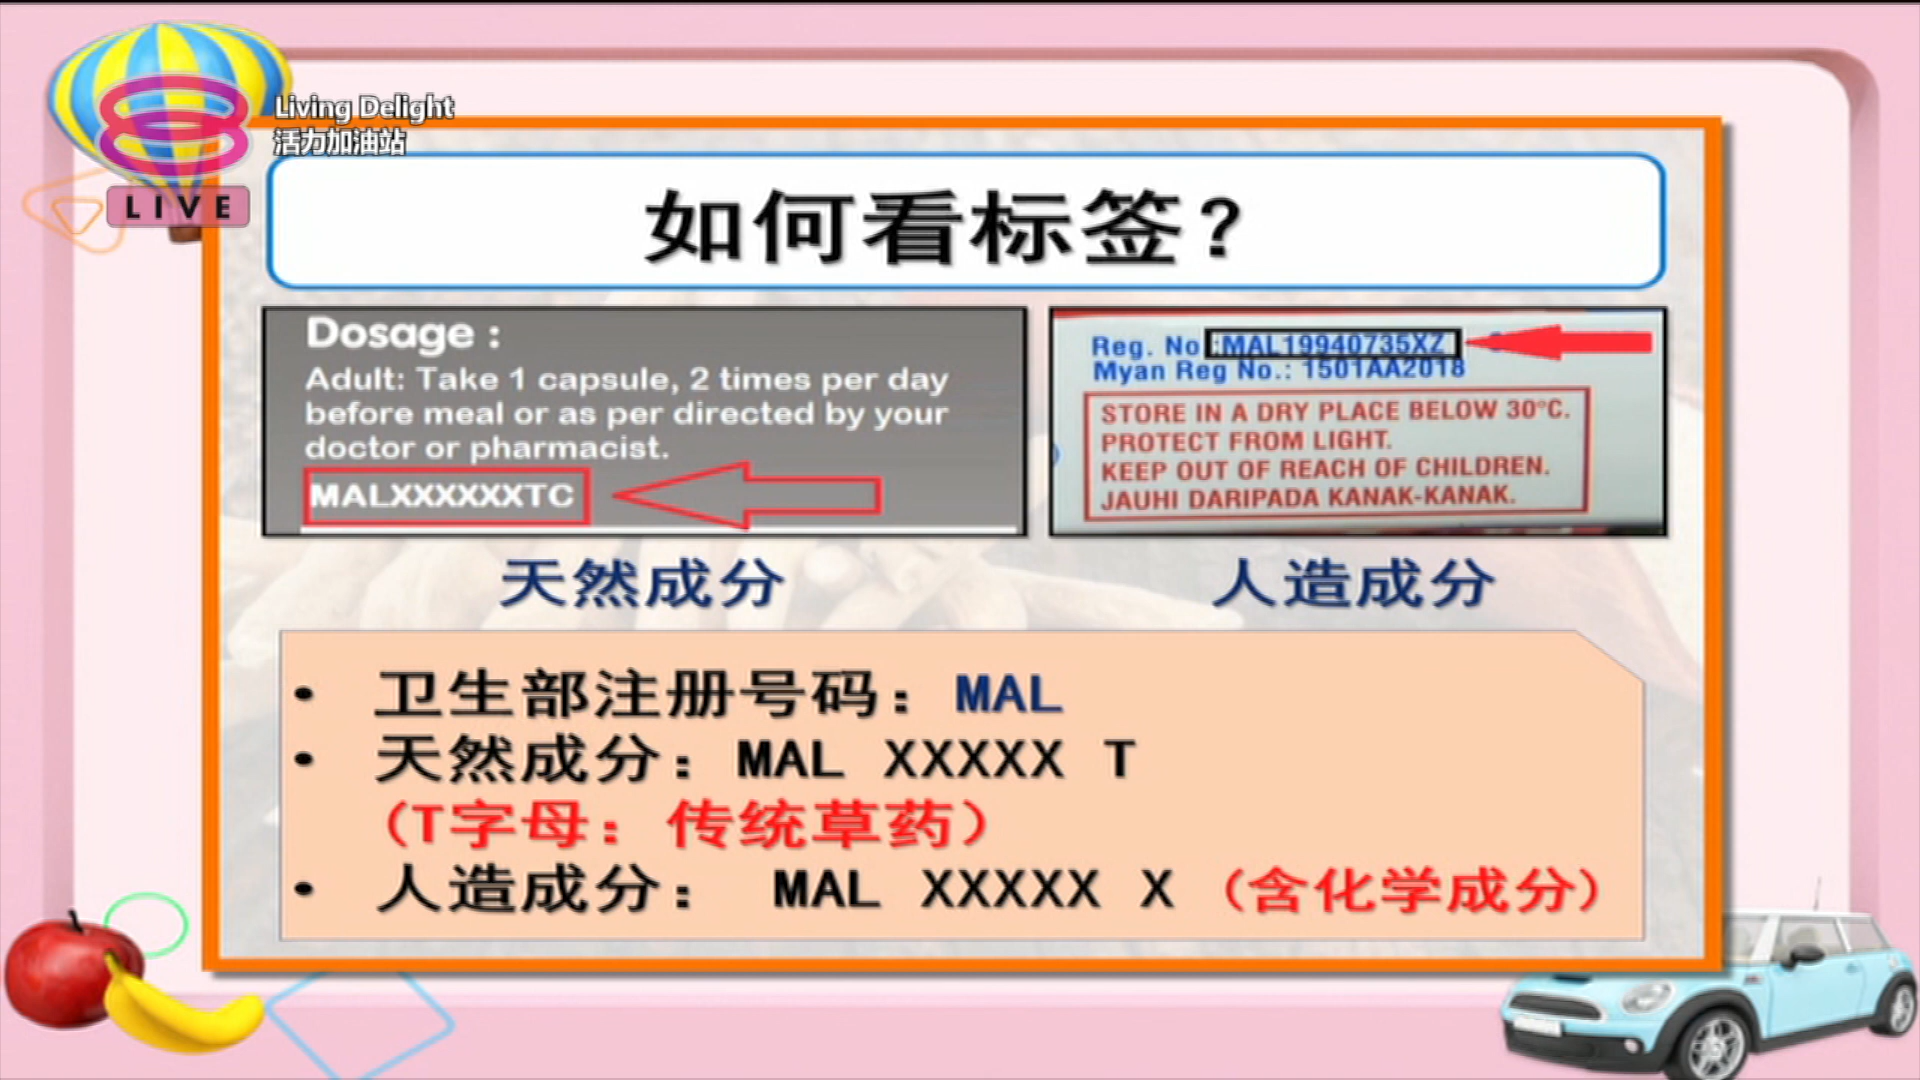 Living Delight
活力加油站
LIVE
如何看标签?
Dosage :
Adult: Take 1 capsule, 2 times per day
before meal or as per directed by your
doctor or pharmacist.
MALXXXXXXTC
Reg. No :MAL19940735XZ
Myan Reg No.: 1501AA2018
STORE IN A DRY PLACE BELOW 30°C.
PROTECT FROM LIGHT.
KEEP OUT OF REACH OF CHILDREN.
JAUHI DARIPADA KANAK-KANAK.
天然成分
人造成分
• 卫生部注册号码：MAL
• 天然成分：MAL XXXXX T
(T字母：传统草药)
• 人造成分： MAL XXXXX X (含化学成分)